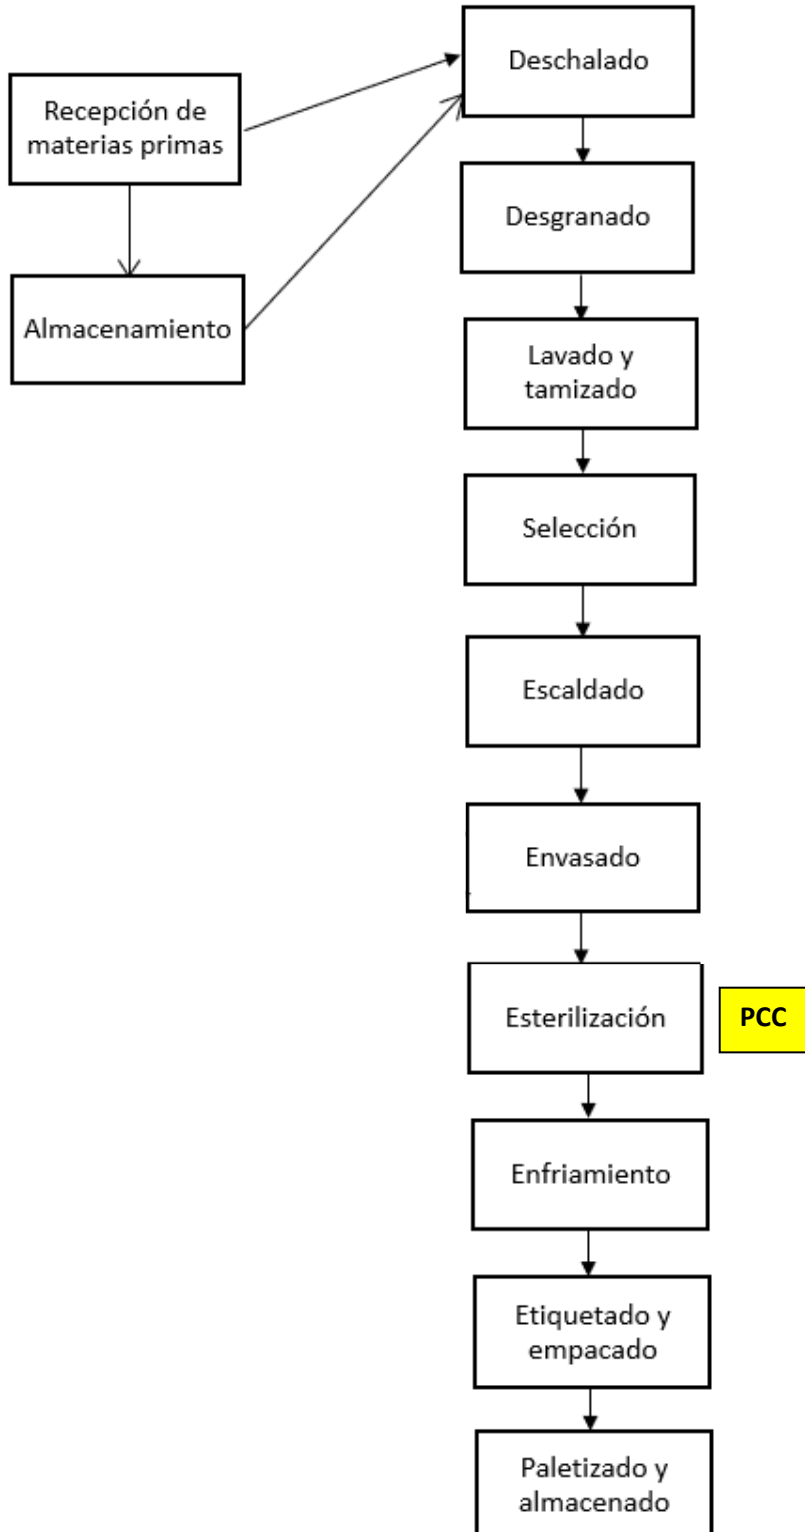 Recepción de
materias primas
Almacenamiento
Deschalado
Desgranado
Lavado y
tamizado
Selección
Escaldado
Envasado
Esterilización
PCC
Enfriamiento
Etiquetado y
empacado
Paletizado y
almacenado